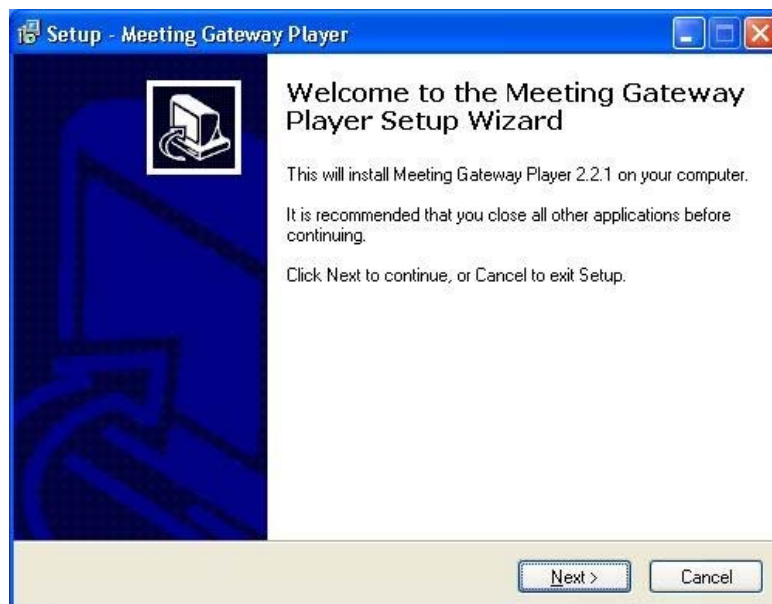 Setup - Meeting Gateway Player
Welcome to the Meeting Gateway
Player Setup Wizard
This will install Meeting Gateway Player 2.2.1 on your computer.
It is recommended that you close all other applications before
continuing.
Click Next to continue, or Cancel to exit Setup.
Next >
Cancel